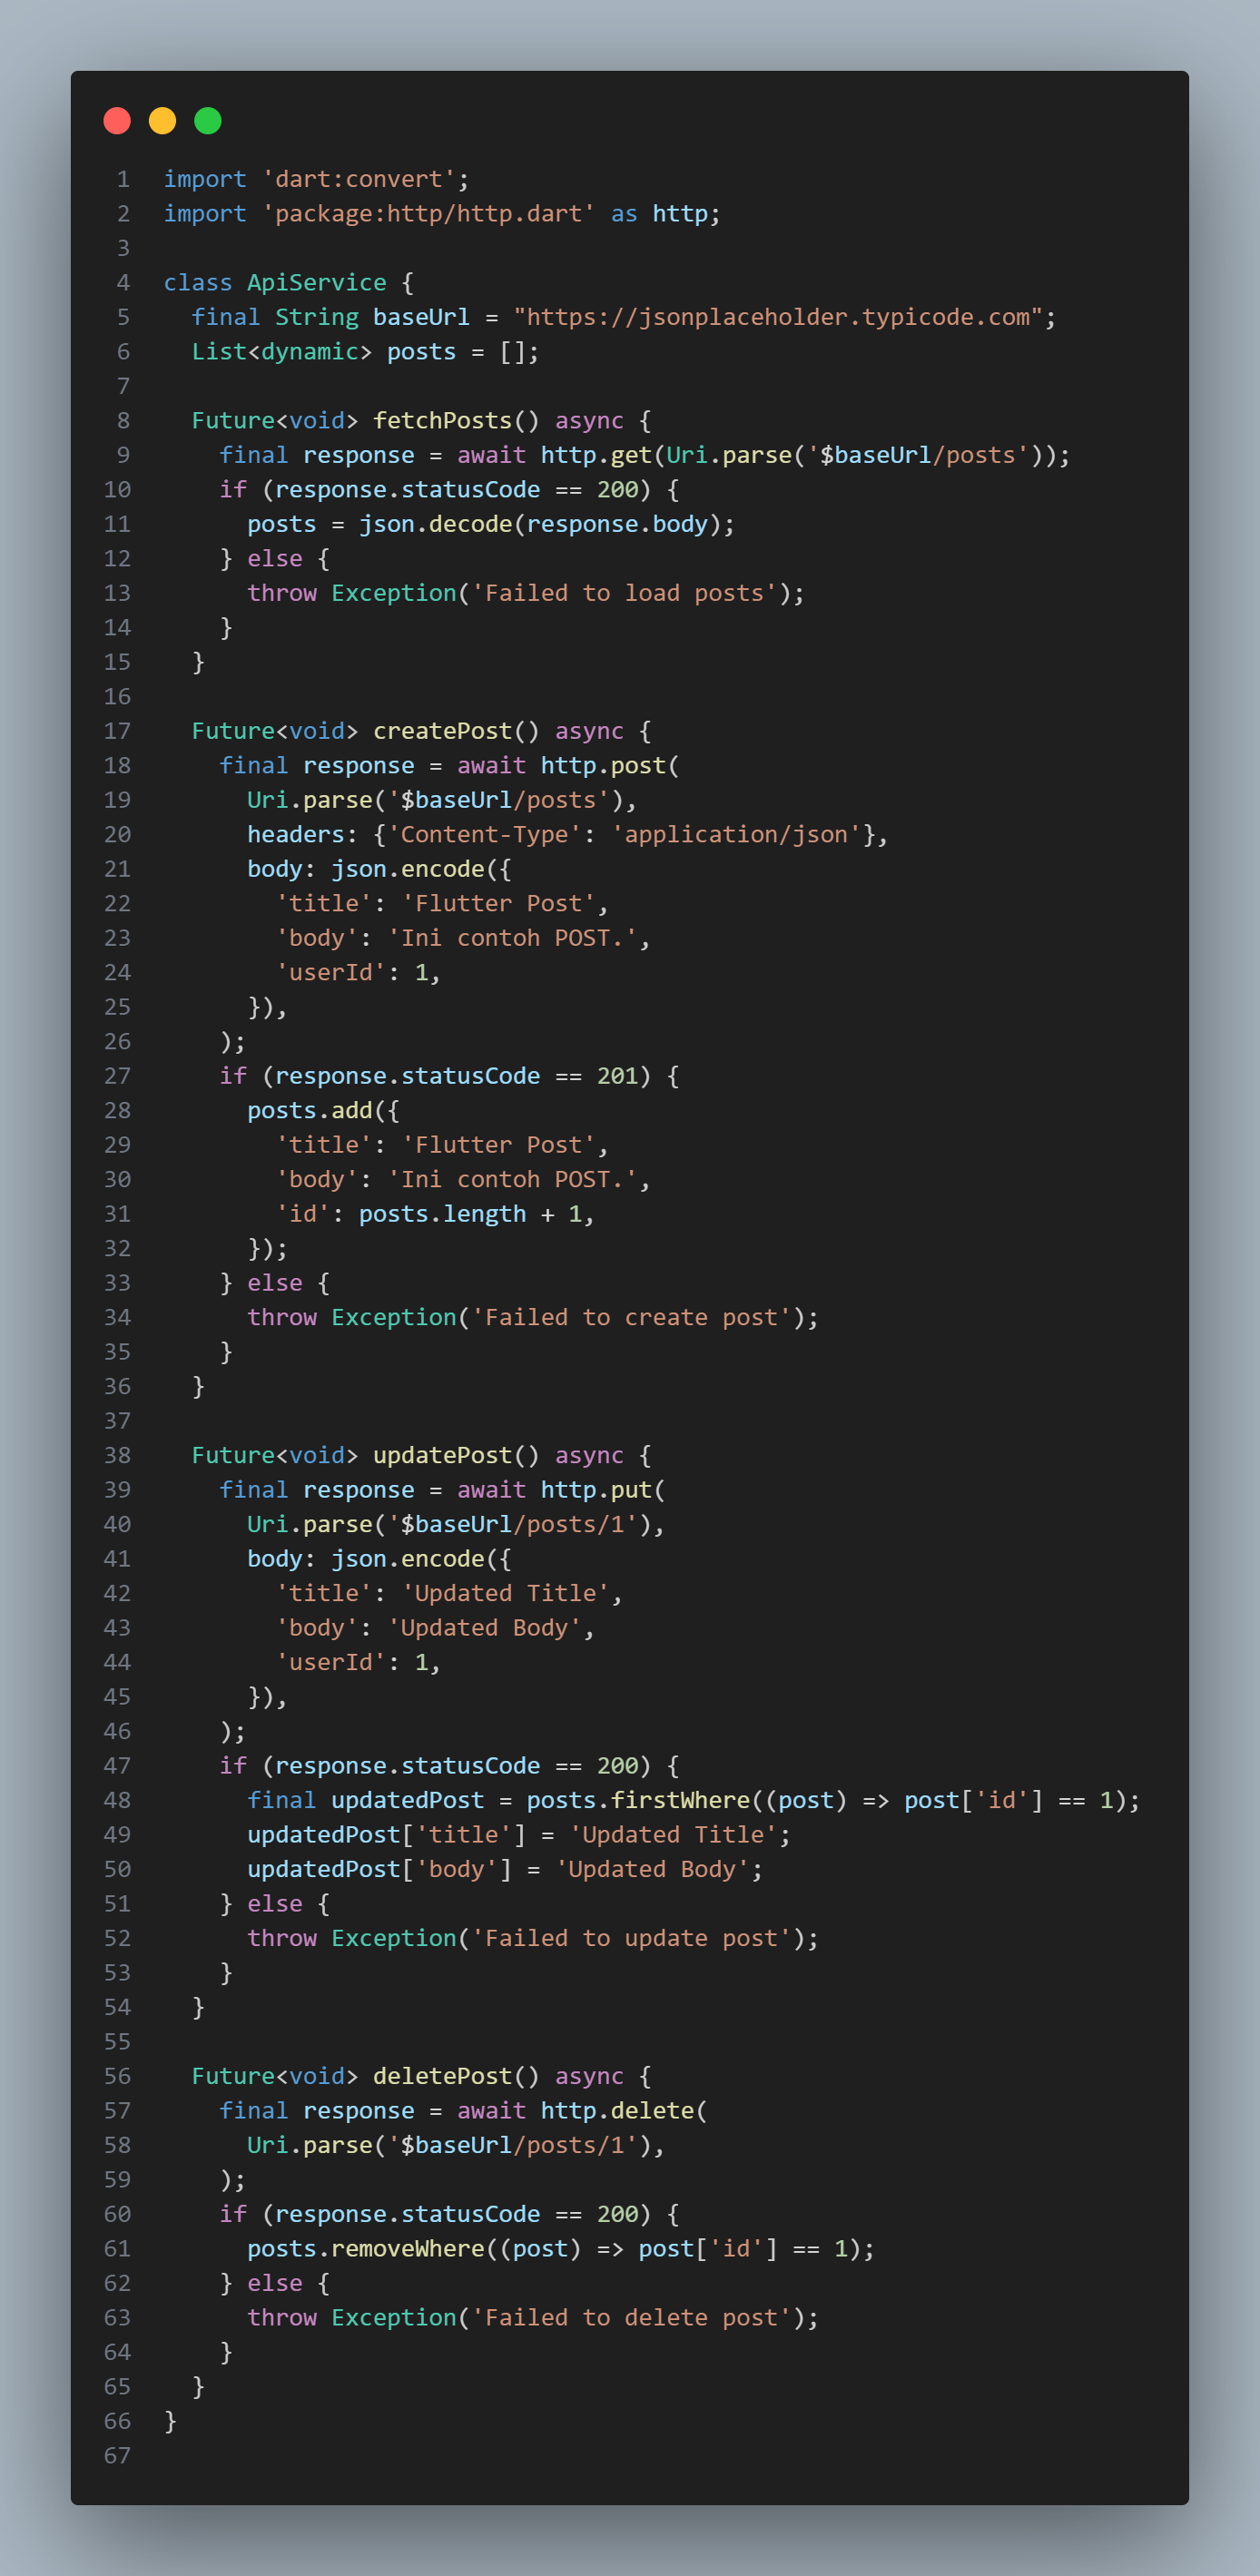 1 import 'dart:convert';
2 import 'package:http/http.dart' as http;
3
4 class ApiService {
5   final String baseUrl = "https://jsonplaceholder.typicode.com";
6   List<dynamic> posts = [];
7
8   Future<void> fetchPosts() async {
9     final response = await http.get(Uri.parse('$baseUrl/posts'));
10     if (response.statusCode == 200) {
11       posts = json.decode(response.body);
12     } else {
13       throw Exception('Failed to load posts');
14     }
15   }
16
17   Future<void> createPost() async {
18     final response = await http.post(
19       Uri.parse('$baseUrl/posts'),
20       headers: {'Content-Type': 'application/json'},
21       body: json.encode({
22         'title': 'Flutter Post',
23         'body': 'Ini contoh POST.',
24         'userId': 1,
25       }),
26     );
27     if (response.statusCode == 201) {
28       posts.add({
29         'title': 'Flutter Post',
30         'body': 'Ini contoh POST.',
31         'id': posts.length + 1,
32       });
33     } else {
34       throw Exception('Failed to create post');
35     }
36   }
37
38   Future<void> updatePost() async {
39     final response = await http.put(
40       Uri.parse('$baseUrl/posts/1'),
41       body: json.encode({
42         'title': 'Updated Title',
43         'body': 'Updated Body',
44         'userId': 1,
45       }),
46     );
47     if (response.statusCode == 200) {
48       final updatedPost = posts.firstWhere((post) => post['id'] == 1);
49       updatedPost['title'] = 'Updated Title';
50       updatedPost['body'] = 'Updated Body';
51     } else {
52       throw Exception('Failed to update post');
53     }
54   }
55
56   Future<void> deletePost() async {
57     final response = await http.delete(
58       Uri.parse('$baseUrl/posts/1'),
59     );
60     if (response.statusCode == 200) {
61       posts.removeWhere((post) => post['id'] == 1);
62     } else {
63       throw Exception('Failed to delete post');
64     }
65   }
66 }
67